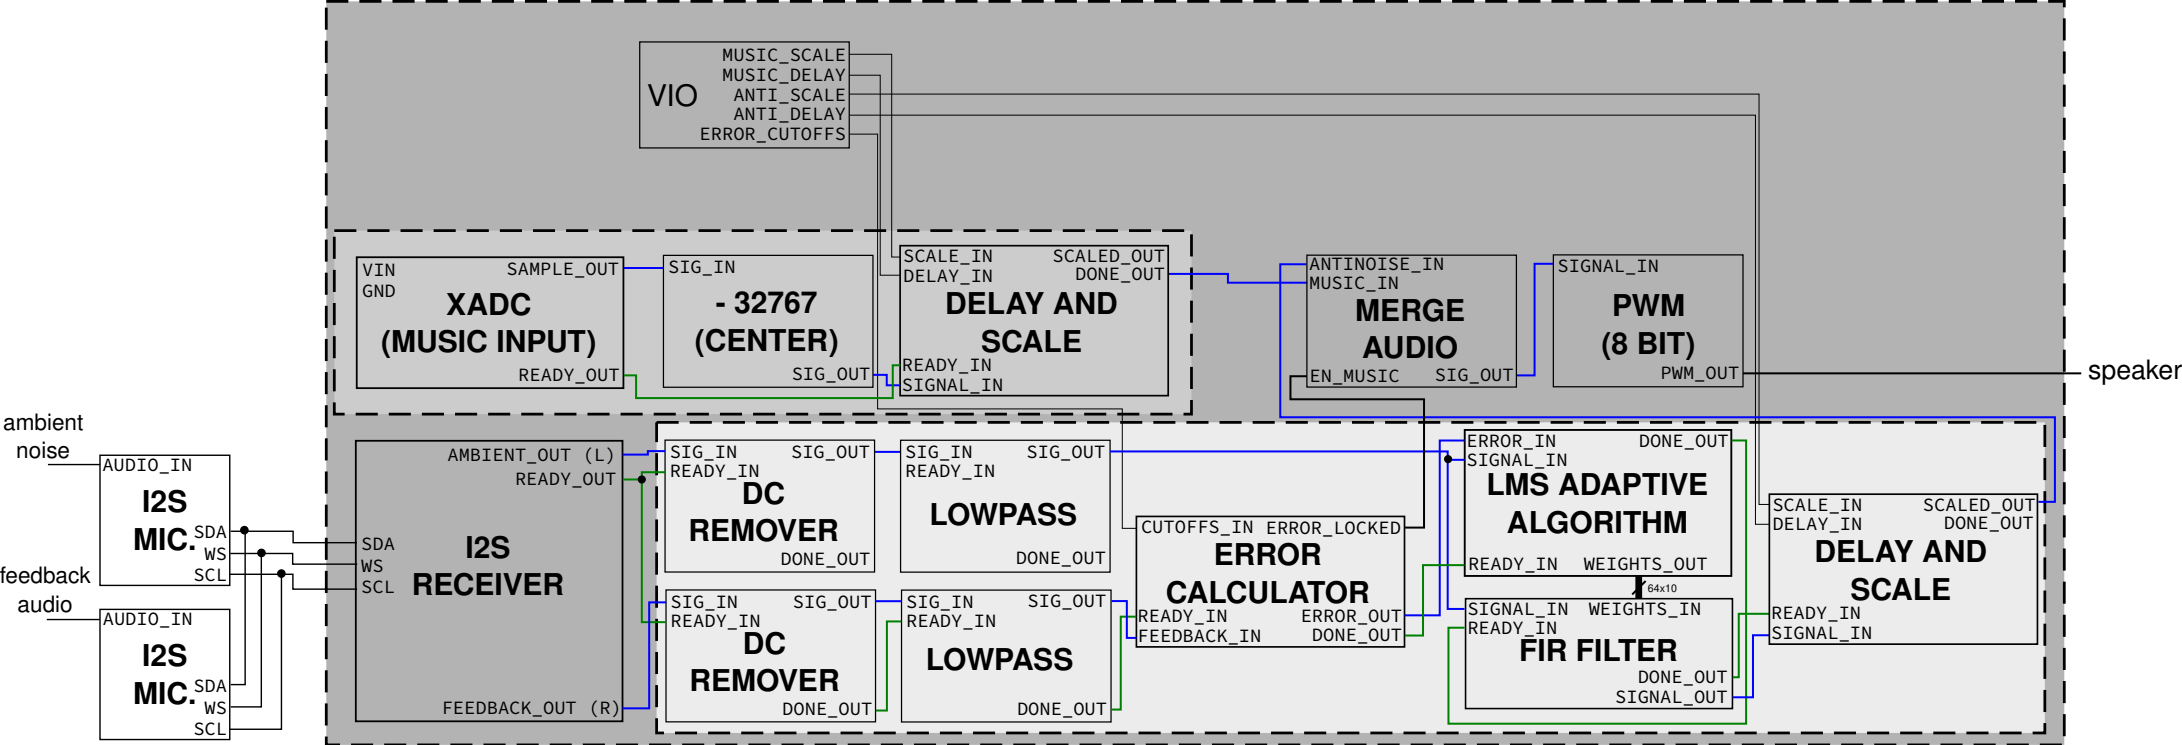 MUSIC_SCALE
MUSIC_DELAY
VIO
ANTI_SCALE
ANTI_DELAY
ERROR_CUTOFFS
VIN
GND
SAMPLE_OUT
XADC
(MUSIC INPUT)
READY_OUT
SIG_IN
- 32767
(CENTER)
SIG_OUT
SCALE_IN
DELAY_IN
SCALED_OUT
DONE_OUT
DELAY AND
SCALE
READY_IN
SIGNAL_IN
ANTINOISE_IN
MUSIC_IN
MERGE
AUDIO
EN_MUSIC
SIG_OUT
SIGNAL_IN
PWM
(8 BIT)
PWM_OUT
speaker
ambient
noise
AUDIO_IN
I2S
MIC.
SDA
WS
SCL
feedback
audio
AUDIO_IN
I2S
MIC.
SDA
WS
SCL
AMBIENT_OUT (L)
READY_OUT
SDA
WS
SCL
I2S
RECEIVER
FEEDBACK_OUT (R)
SIG_IN
READY_IN
SIG_OUT
DC
REMOVER
DONE_OUT
SIG_IN
READY_IN
SIG_OUT
LOWPASS
DONE_OUT
SIG_IN
READY_IN
SIG_OUT
DC
REMOVER
DONE_OUT
SIG_IN
READY_IN
SIG_OUT
LOWPASS
DONE_OUT
CUTOFFS_IN
ERROR_LOCKED
ERROR
CALCULATOR
READY_IN
FEEDBACK_IN
ERROR_OUT
DONE_OUT
ERROR_IN
SIGNAL_IN
DONE_OUT
LMS ADAPTIVE
ALGORITHM
READY_IN
WEIGHTS_OUT
64x10
SIGNAL_IN
READY_IN
WEIGHTS_IN
FIR FILTER
DONE_OUT
SIGNAL_OUT
SCALE_IN
DELAY_IN
SCALED_OUT
DONE_OUT
DELAY AND
SCALE
READY_IN
SIGNAL_IN